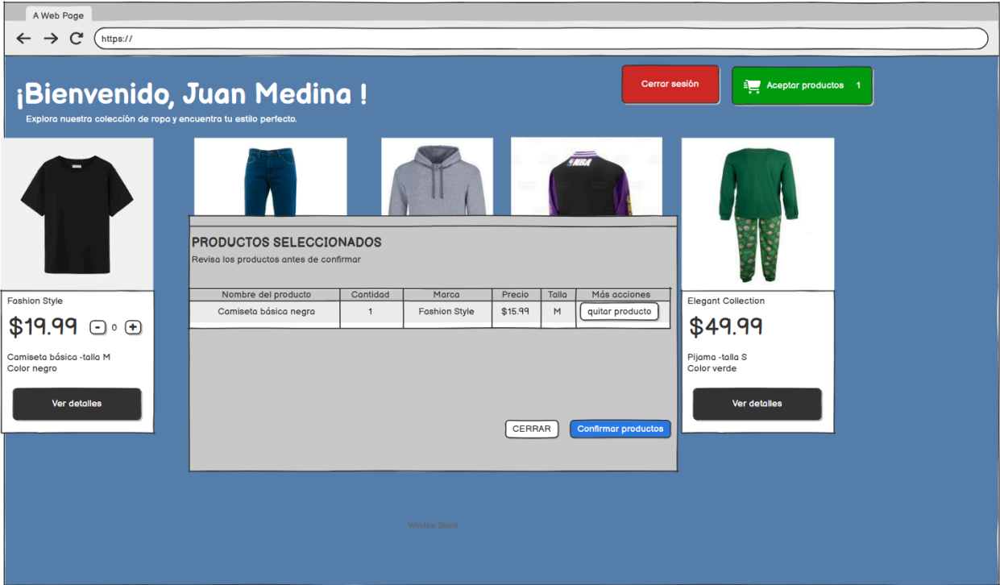 A Web Page
https://
¡Bienvenido, Juan Medina !
Explora nuestra colección de ropa y encuentra tu estilo perfecto.
Cerrar sesión
Aceptar productos 1
NBA
PRODUCTOS SELECCIONADOS
Revisa los productos antes de confirmar
Nombre del producto Cantidad Marca Precio Talla Más acciones
Camiseta básica negra 1 Fashion Style $15.99 M quitar producto
CERRAR Confirmar productos
Fashion Style
$19.99 - 0 +
Camiseta básica -talla M
Color negro
Ver detalles
Elegant Collection
$49.99
Pijama -talla S
Color verde
Ver detalles
Window Blank